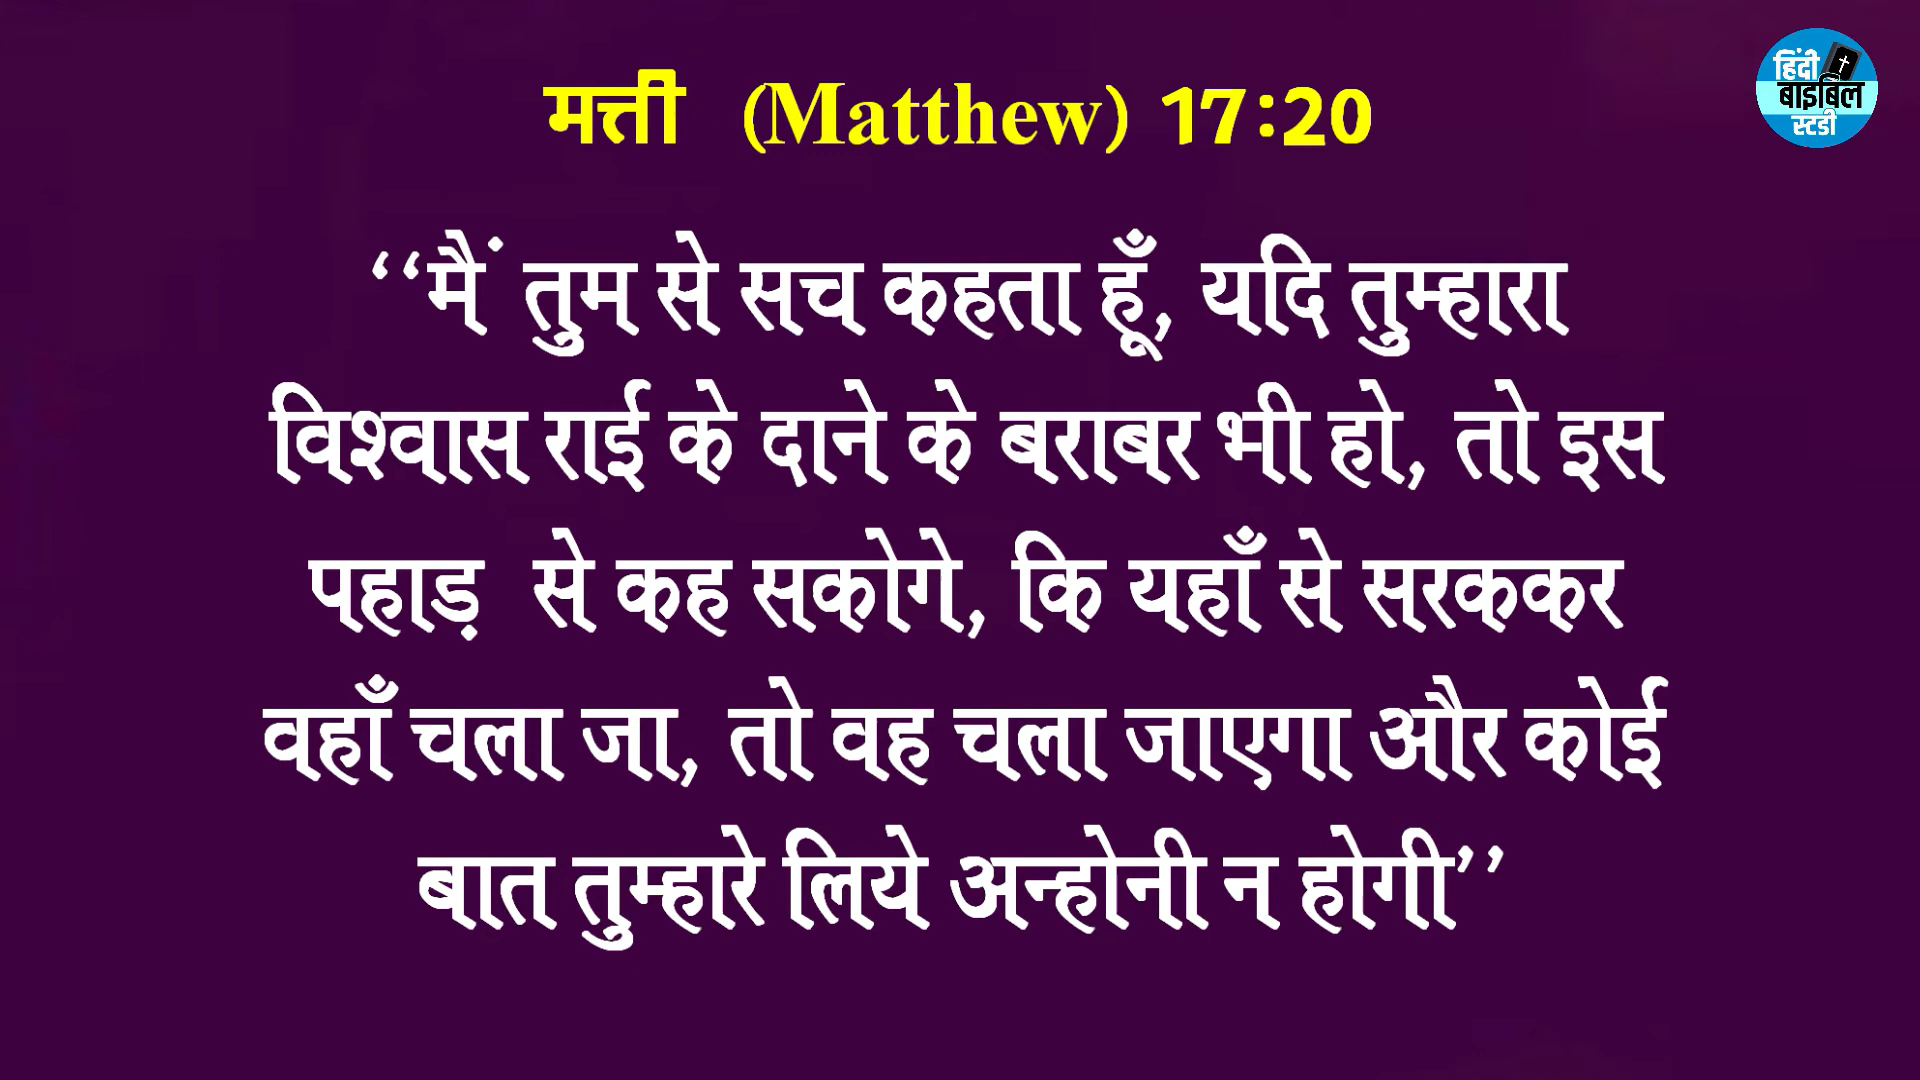 मत्ती (Matthew) 17:20
हिंदी
बाइबिल
स्टडी
‘‘मैं तुम से सच कहता हूँ, यदि तुम्हारा
विश्वास राई के दाने के बराबर भी हो, तो इस
पहाड़ से कह सकोगे, कि यहाँ से सरककर
वहाँ चला जा, तो वह चला जाएगा और कोई
बात तुम्हारे लिये अन्होनी न होगी’’